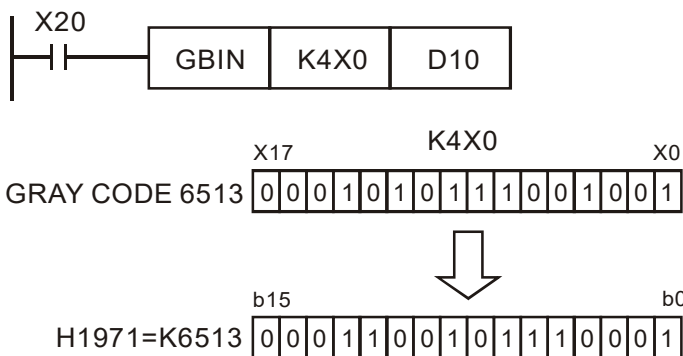 X20
GBIN K4X0 D10
K4X0
X17 X0
GRAY CODE 6513 0 0 0 1 0 1 0 1 1 1 0 0 1 0 0 1
b15 b0
H1971=K6513 0 0 0 1 1 0 0 1 0 1 1 1 0 0 0 1